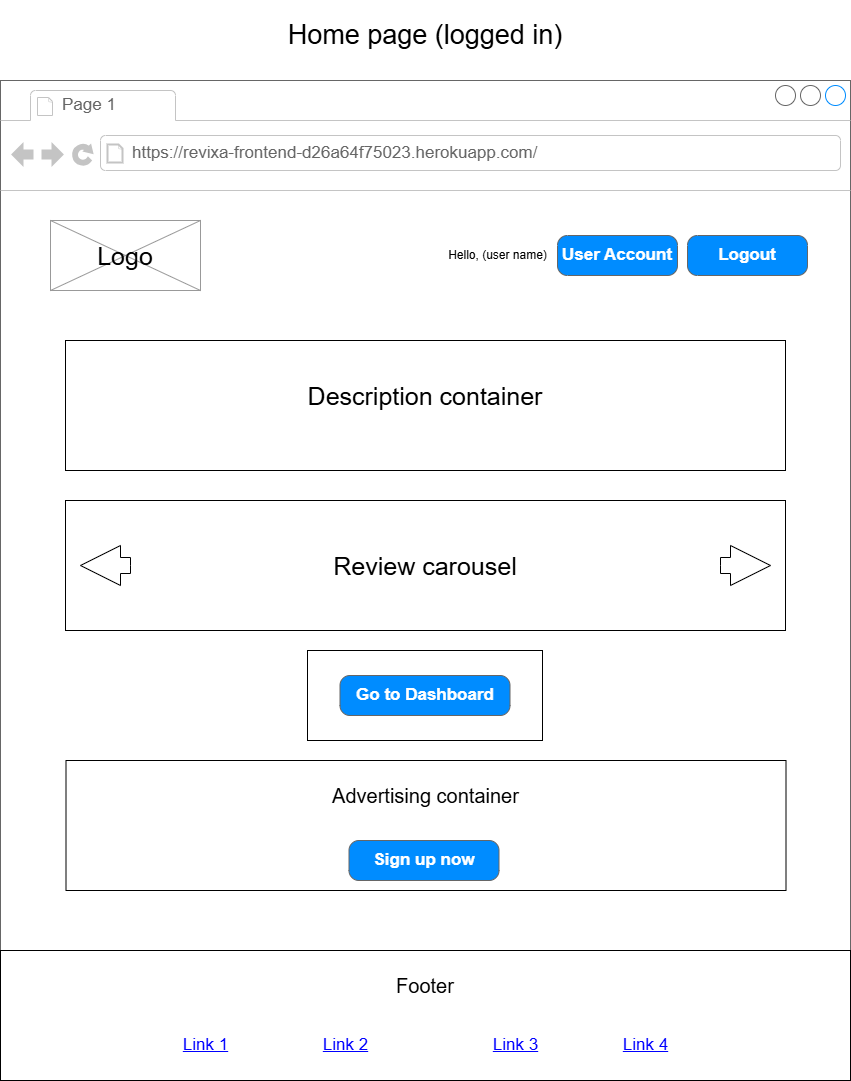 Home page (logged in)
Page 1
https://revixa-frontend-d26a64f75023.herokuapp.com/
Logo
Hello, (user name)
User Account
Logout
Description container
Review carousel
Go to Dashboard
Advertising container
Sign up now
Footer
Link 1
Link 2
Link 3
Link 4